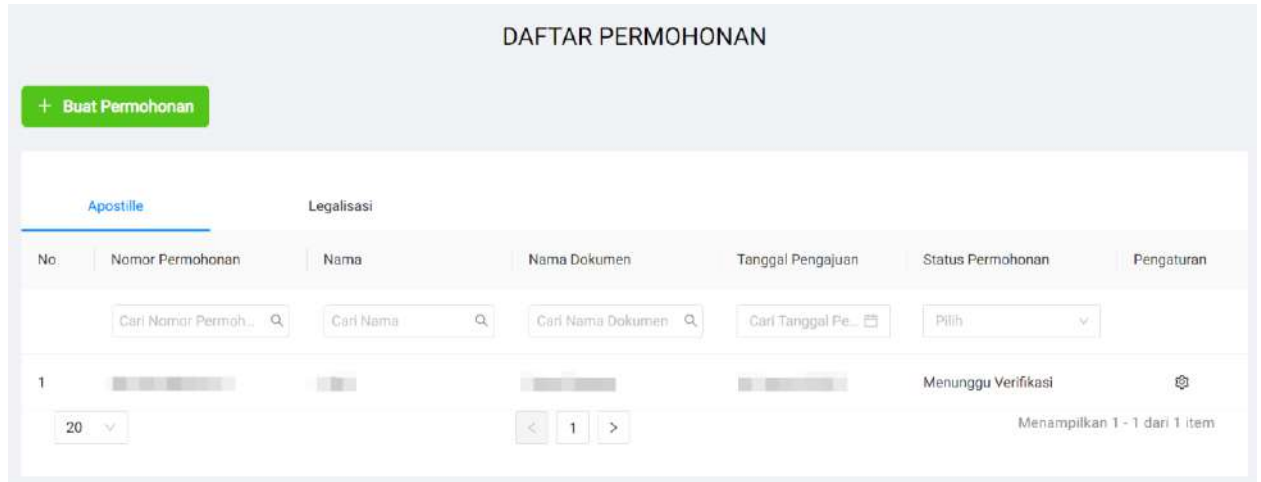 DAFTAR PERMOHONAN
+ Buat Permohonan
Apostille Legalisasi
No Nomor Permohonan Nama Nama Dokumen Tanggal Pengajuan Status Permohonan Pengaturan
Cari Nomor Permoh... Cari Nama Cari Nama Dokumen Cari Tanggal Pe... Pilih
1 Menunggu Verifikasi
20 < 1 > Menampilkan 1 - 1 dari 1 item